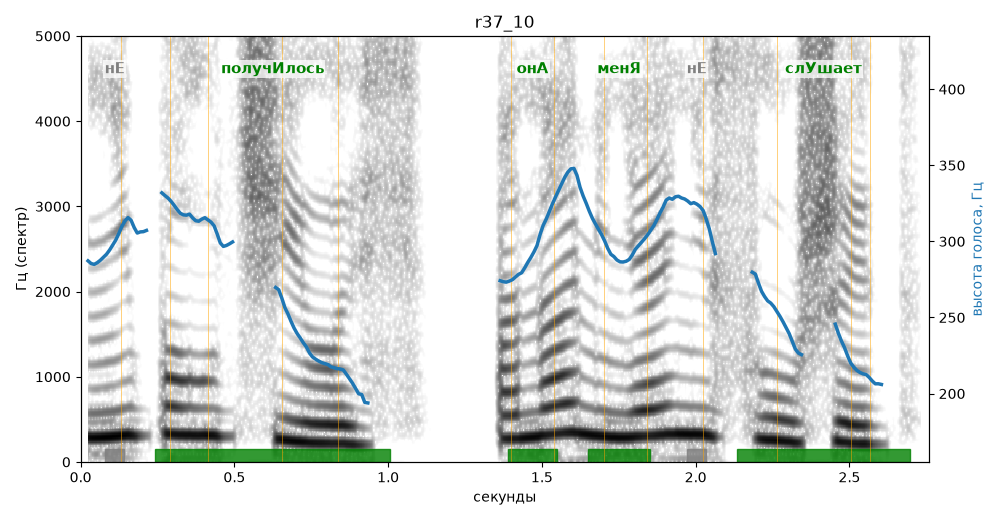 r37_10
5000
4000
3000
2000
1000
0
Гц (спектр)
нЕ получИлось онА менЯ нЕ слУшает
400
350
300
250
200
высота голоса, Гц
0.0 0.5 1.0 1.5 2.0 2.5
секунды